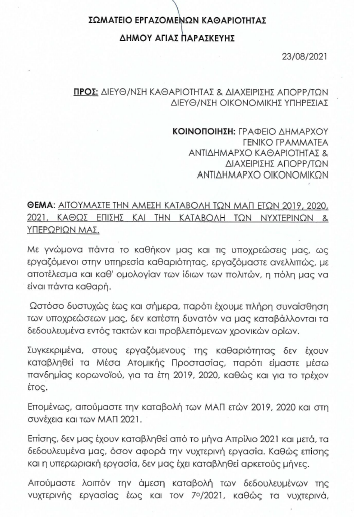 ΣΩΜΑΤΕΙΟ ΕΡΓΑΖΟΜΕΝΩΝ ΚΑΘΑΡΙΟΤΗΤΑΣ
ΔΗΜΟΥ ΑΓΙΑΣ ΠΑΡΑΣΚΕΥΗΣ
23/08/2021
ΠΡΟΣ: ΔΙΕΥΘ/ΝΣΗ ΚΑΘΑΡΙΟΤΗΤΑΣ & ΔΙΑΧΕΙΡΙΣΗΣ ΑΠΟΡΡ/ΤΩΝ
ΔΙΕΥΘ/ΝΣΗ ΟΙΚΟΝΟΜΙΚΗΣ ΥΠΗΡΕΣΙΑΣ
ΚΟΙΝΟΠΟΙΗΣΗ: ΓΡΑΦΕΙΟ ΔΗΜΑΡΧΟΥ
ΓΕΝΙΚΟ ΓΡΑΜΜΑΤΕΑ
ΑΝΤΙΔΗΜΑΡΧΟ ΚΑΘΑΡΙΟΤΗΤΑΣ &
ΔΙΑΧΕΙΡΙΣΗΣ ΑΠΟΡΡ/ΤΩΝ
ΑΝΤΙΔΗΜΑΡΧΟ ΟΙΚΟΝΟΜΙΚΩΝ
ΘΕΜΑ: ΑΙΤΟΥΜΑΣΤΕ ΤΗΝ ΑΜΕΣΗ ΚΑΤΑΒΟΛΗ ΤΩΝ ΜΑΠ ΕΤΩΝ 2019, 2020,
2021, ΚΑΘΩΣ ΕΠΙΣΗΣ ΚΑΙ ΤΗΝ ΚΑΤΑΒΟΛΗ ΤΩΝ ΝΥΧΤΕΡΙΝΩΝ &
ΥΠΕΡΩΡΙΩΝ ΜΑΣ.
Με γνώμονα πάντα το καθήκον μας και τις υποχρεώσεις μας, ως
εργαζόμενοι στην υπηρεσία καθαριότητας, εργαζόμαστε ανελλιπώς, με
αποτέλεσμα και καθ' ομολογίαν των ίδιων των πολιτών, η πόλη μας να
είναι πάντα καθαρή.
Ωστόσο δυστυχώς έως και σήμερα, παρότι έχουμε πλήρη συναίσθηση
των υποχρεώσεων μας, δεν κατέστη δυνατόν να μας καταβάλλονται τα
δεδουλευμένα εντός τακτών και προβλεπόμενων χρονικών ορίων.
Συγκεκριμένα, στους εργαζόμενους της καθαριότητας δεν έχουν
καταβληθεί τα Μέσα Ατομικής Προστασίας, παρότι είμαστε μέσω
πανδημίας κορωνοϊού, για τα έτη 2019, 2020, καθώς και για το τρέχον
έτος.
Επομένως, αιτούμαστε την καταβολή των ΜΑΠ ετών 2019, 2020 και στη
συνέχεια και των ΜΑΠ 2021.
Επίσης, δεν μας έχουν καταβληθεί από το μήνα Απρίλιο 2021 και μετά, τα
δεδουλευμένα μας, όσον αφορά την νυχτερινή εργασία. Καθώς επίσης
και η υπερωριακή εργασία, δεν μας έχει καταβληθεί αρκετούς μήνες.
Αιτούμαστε λοιπόν την άμεση καταβολή των δεδουλευμένων της
νυχτερινής εργασίας έως και τον 7ο/2021, καθώς τα νυχτερινά,